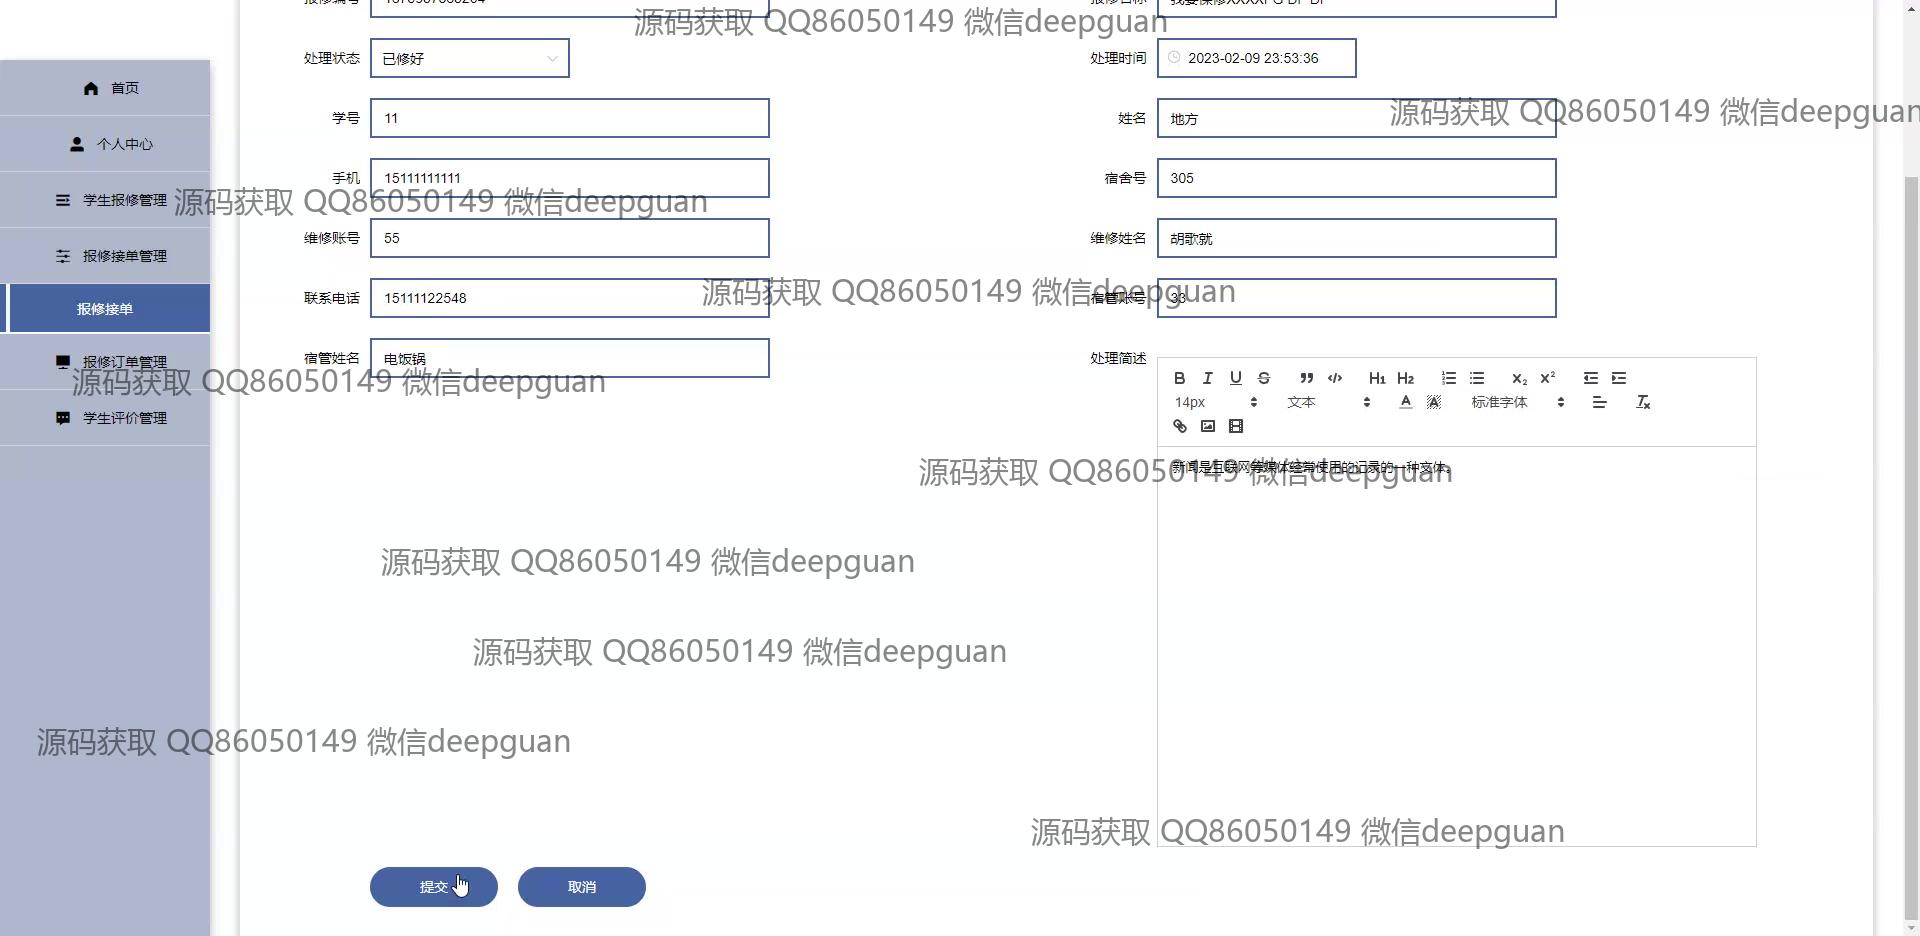 源码获取 QQ86050149 微信deepguan
处理状态 已修好
处理时间 2023-02-09 23:53:36
首页
源码获取 QQ86050149 微信deepguan
学号 11
姓名 地方
个人中心
手机 15111111111
宿舍号 305
学生报修管理
源码获取 QQ86050149 微信deepguan
维修账号 55
维修姓名 胡歌就
报修接单管理
源码获取 QQ86050149 微信deepguan
联系电话 15111122548
宿管账号 33
报修接单
宿管姓名 电饭锅
处理简述
报修订单管理
源码获取 QQ86050149 微信deepguan
B I U S H1 H2 X2 X2
14px 文本 A A 标准字体 Tx
学生评价管理
新闻是互联网等媒体经常使用的记录的一种文体。
源码获取 QQ86050149 微信deepguan
源码获取 QQ86050149 微信deepguan
源码获取 QQ86050149 微信deepguan
源码获取 QQ86050149 微信deepguan
源码获取 QQ86050149 微信deepguan
提交
取消